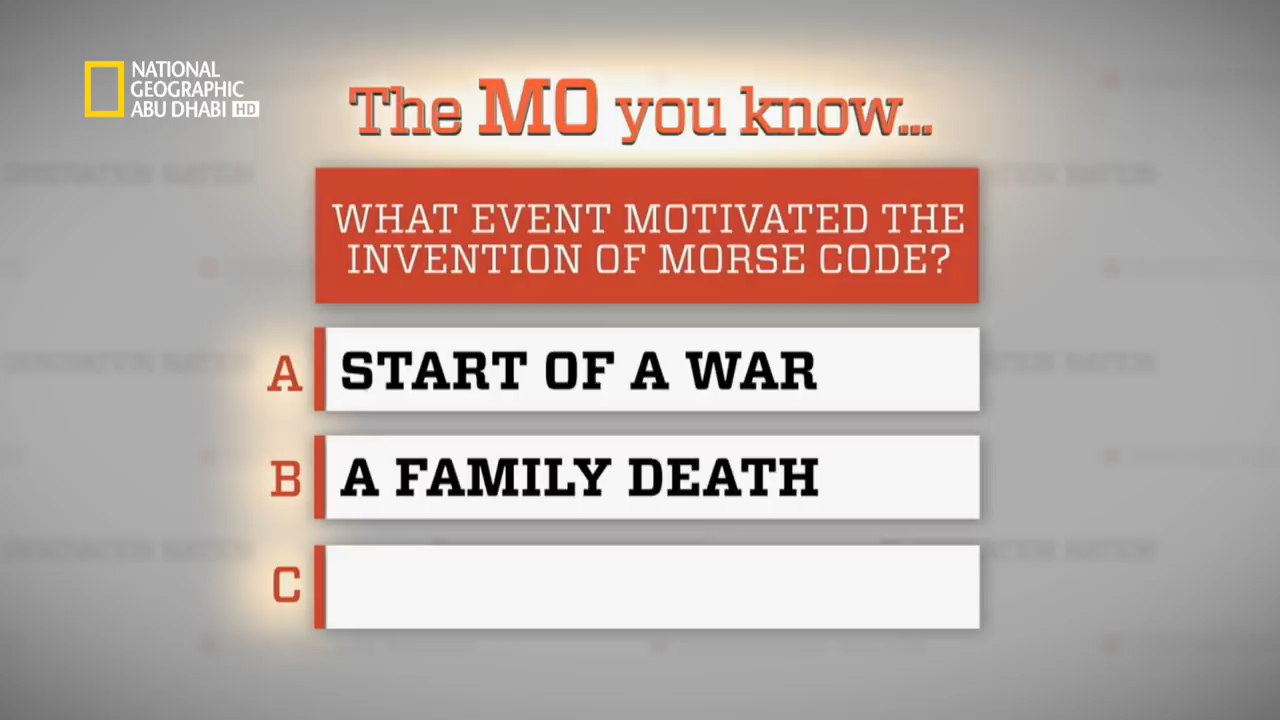 NATIONAL
GEOGRAPHIC
ABU DHABI HD
The MO you know...
WHAT EVENT MOTIVATED THE
INVENTION OF MORSE CODE?
A START OF A WAR
B A FAMILY DEATH
C